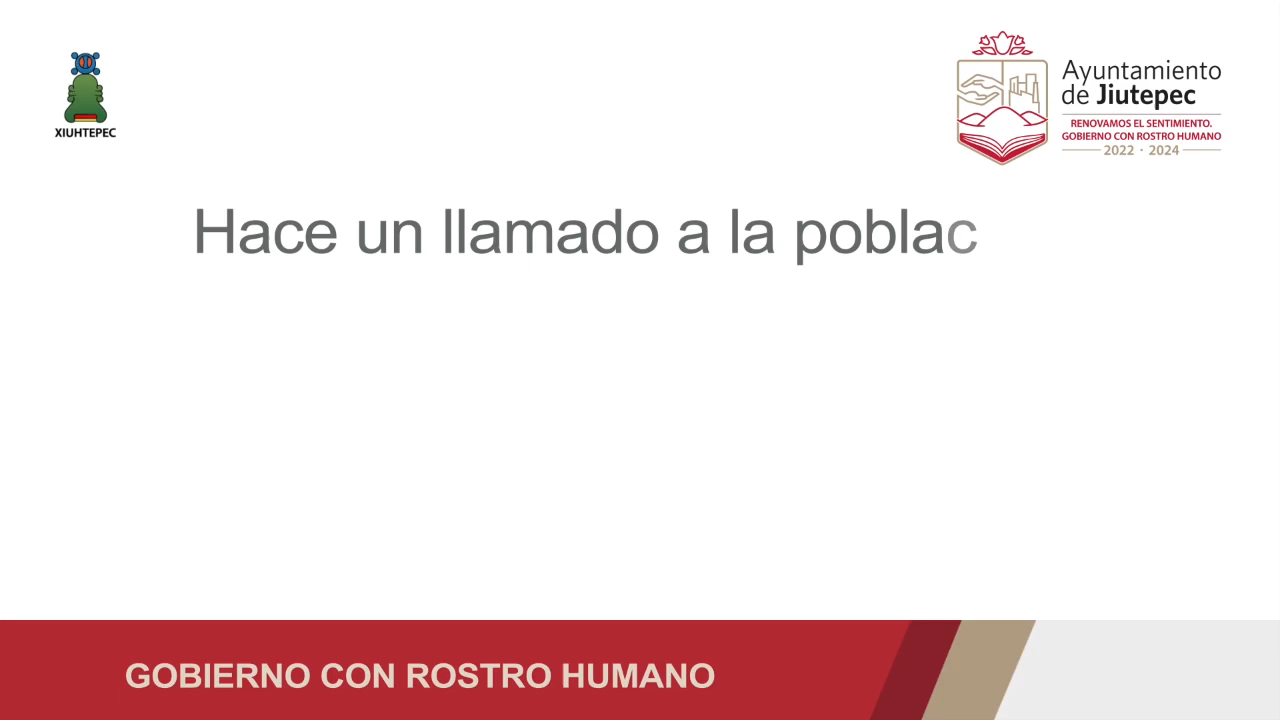 XIUHTEPEC
Ayuntamiento
de Jiutepec
RENOVAMOS EL SENTIMIENTO.
GOBIERNO CON ROSTRO HUMANO
2022 · 2024
Hace un llamado a la poblac
GOBIERNO CON ROSTRO HUMANO